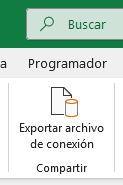 Buscar
a Programador
Exportar archivo
de conexión
Compartir